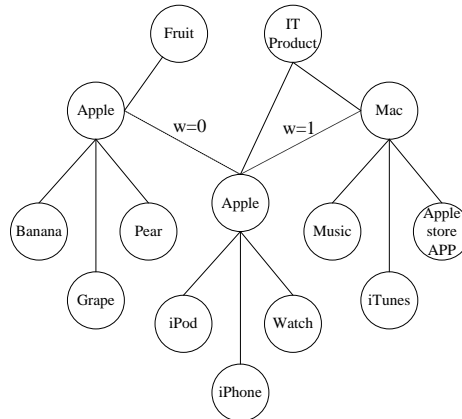 Fruit
IT
Product
Apple
Mac
w=0
w=1
Apple
Banana
Pear
Music
Apple
store
APP
Grape
iPod
Watch
iTunes
iPhone